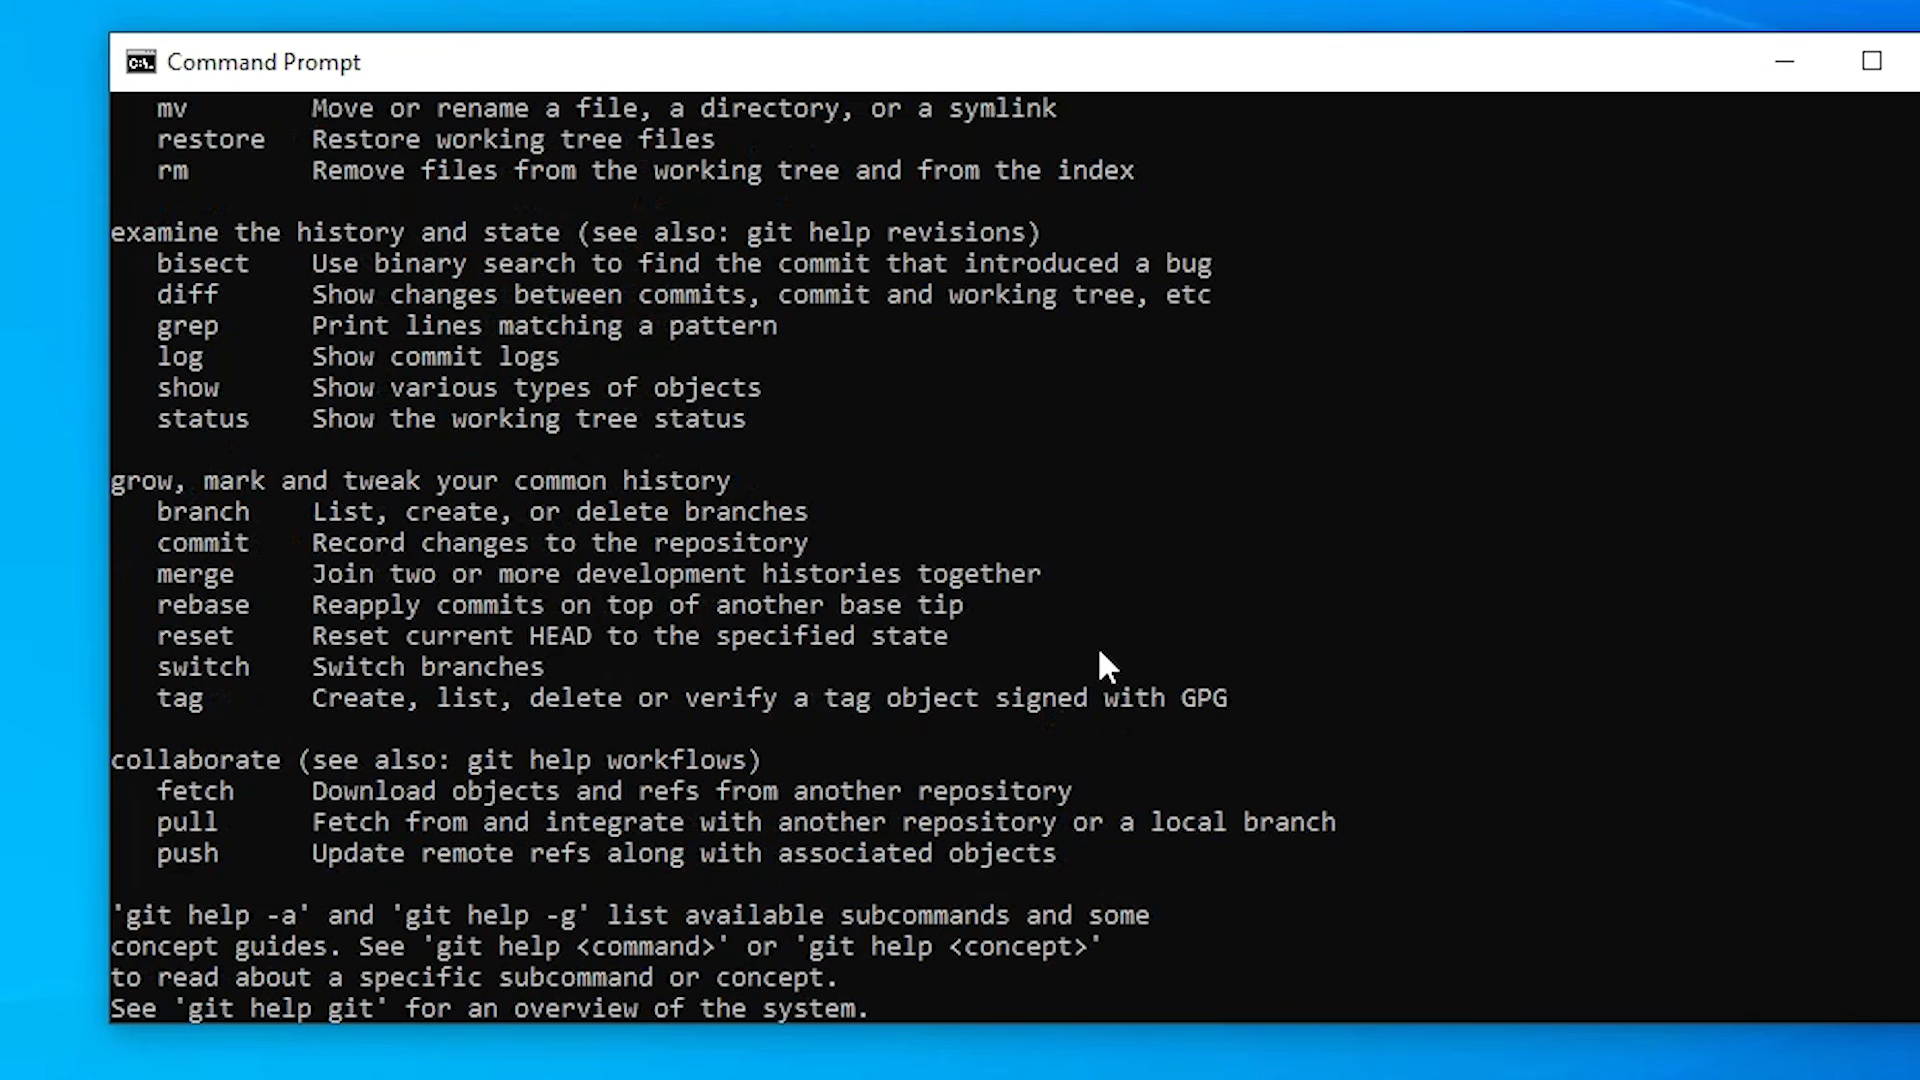 Command Prompt
mv Move or rename a file, a directory, or a symlink
restore Restore working tree files
rm Remove files from the working tree and from the index
examine the history and state (see also: git help revisions)
bisect Use binary search to find the commit that introduced a bug
diff Show changes between commits, commit and working tree, etc
grep Print lines matching a pattern
log Show commit logs
show Show various types of objects
status Show the working tree status
grow, mark and tweak your common history
branch List, create, or delete branches
commit Record changes to the repository
merge Join two or more development histories together
rebase Reapply commits on top of another base tip
reset Reset current HEAD to the specified state
switch Switch branches
tag Create, list, delete or verify a tag object signed with GPG
collaborate (see also: git help workflows)
fetch Download objects and refs from another repository
pull Fetch from and integrate with another repository or a local branch
push Update remote refs along with associated objects
'git help -a' and 'git help -g' list available subcommands and some
concept guides. See 'git help <command>' or 'git help <concept>'
to read about a specific subcommand or concept.
See 'git help git' for an overview of the system.